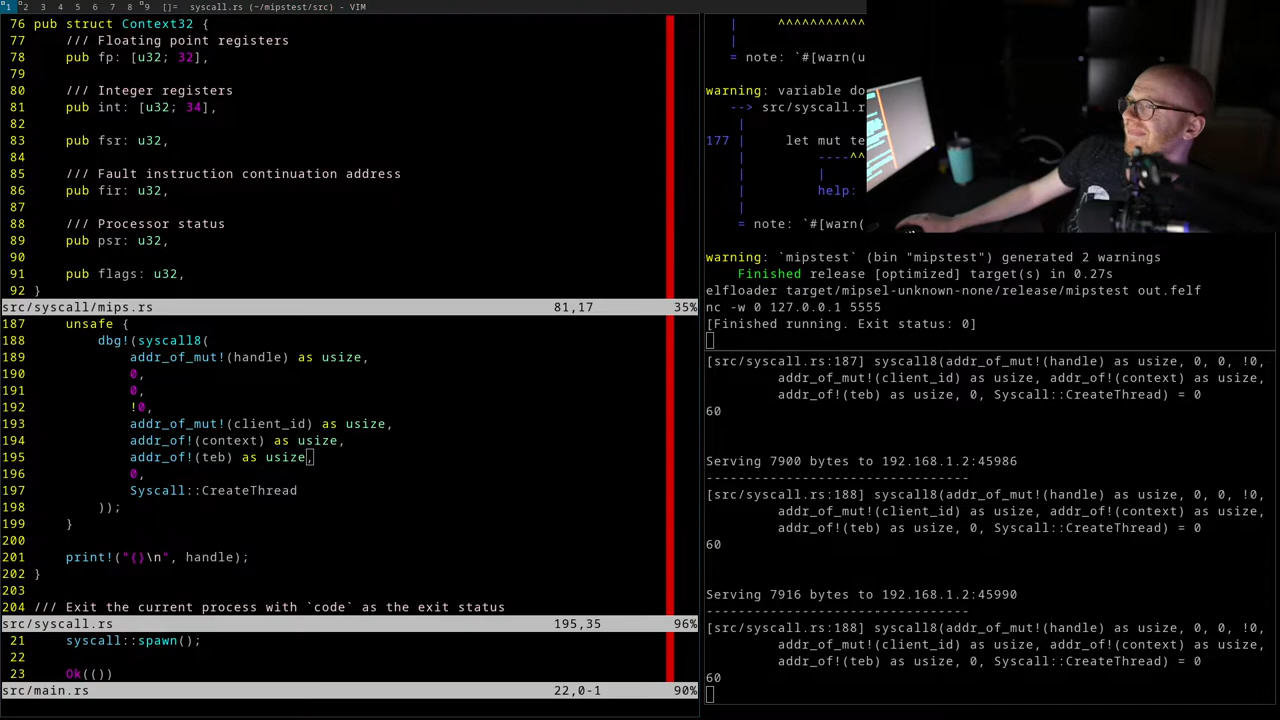 1 2 3 4 5 6 7 8 9 []= syscall.rs (~/mipstest/src) - VIM
76 pub struct Context32 {
77     /// Floating point registers
78     pub fp: [u32; 32],
79
80     /// Integer registers
81     pub int: [u32; 34],
82
83     pub fsr: u32,
84
85     /// Fault instruction continuation address
86     pub fir: u32,
87
88     /// Processor status
89     pub psr: u32,
90
91     pub flags: u32,
92 }
src/syscall/mips.rs 81,17 35%
187     unsafe {
188         dbg!(syscall8(
189             addr_of_mut!(handle) as usize,
190             0,
191             0,
192             !0,
193             addr_of_mut!(client_id) as usize,
194             addr_of!(context) as usize,
195             addr_of!(teb) as usize,
196             0,
197             Syscall::CreateThread
198         ));
199     }
200
201     print!("{}\n", handle);
202 }
203
204 /// Exit the current process with `code` as the exit status
src/syscall.rs 195,35 96%
21     syscall::spawn();
22
23     Ok(())
src/main.rs 22,0-1 90%
^^^^^^^^^^^
|
= note: `#[warn(u
warning: variable do
--> src/syscall.r
|
177 | let mut te
| ----^^
| |
| help:
|
= note: `#[warn(
warning: `mipstest` (bin "mipstest") generated 2 warnings
Finished release [optimized] target(s) in 0.27s
elfloader target/mipsel-unknown-none/release/mipstest out.felf
nc -w 0 127.0.0.1 5555
[Finished running. Exit status: 0]
[src/syscall.rs:187] syscall8(addr_of_mut!(handle) as usize, 0, 0, !0,
addr_of_mut!(client_id) as usize, addr_of!(context) as usize,
addr_of!(teb) as usize, 0, Syscall::CreateThread) = 0
60
Serving 7900 bytes to 192.168.1.2:45986
---------------------------------
[src/syscall.rs:188] syscall8(addr_of_mut!(handle) as usize, 0, 0, !0,
addr_of_mut!(client_id) as usize, addr_of!(context) as usize,
addr_of!(teb) as usize, 0, Syscall::CreateThread) = 0
60
Serving 7916 bytes to 192.168.1.2:45990
---------------------------------
[src/syscall.rs:188] syscall8(addr_of_mut!(handle) as usize, 0, 0, !0,
addr_of_mut!(client_id) as usize, addr_of!(context) as usize,
addr_of!(teb) as usize, 0, Syscall::CreateThread) = 0
60